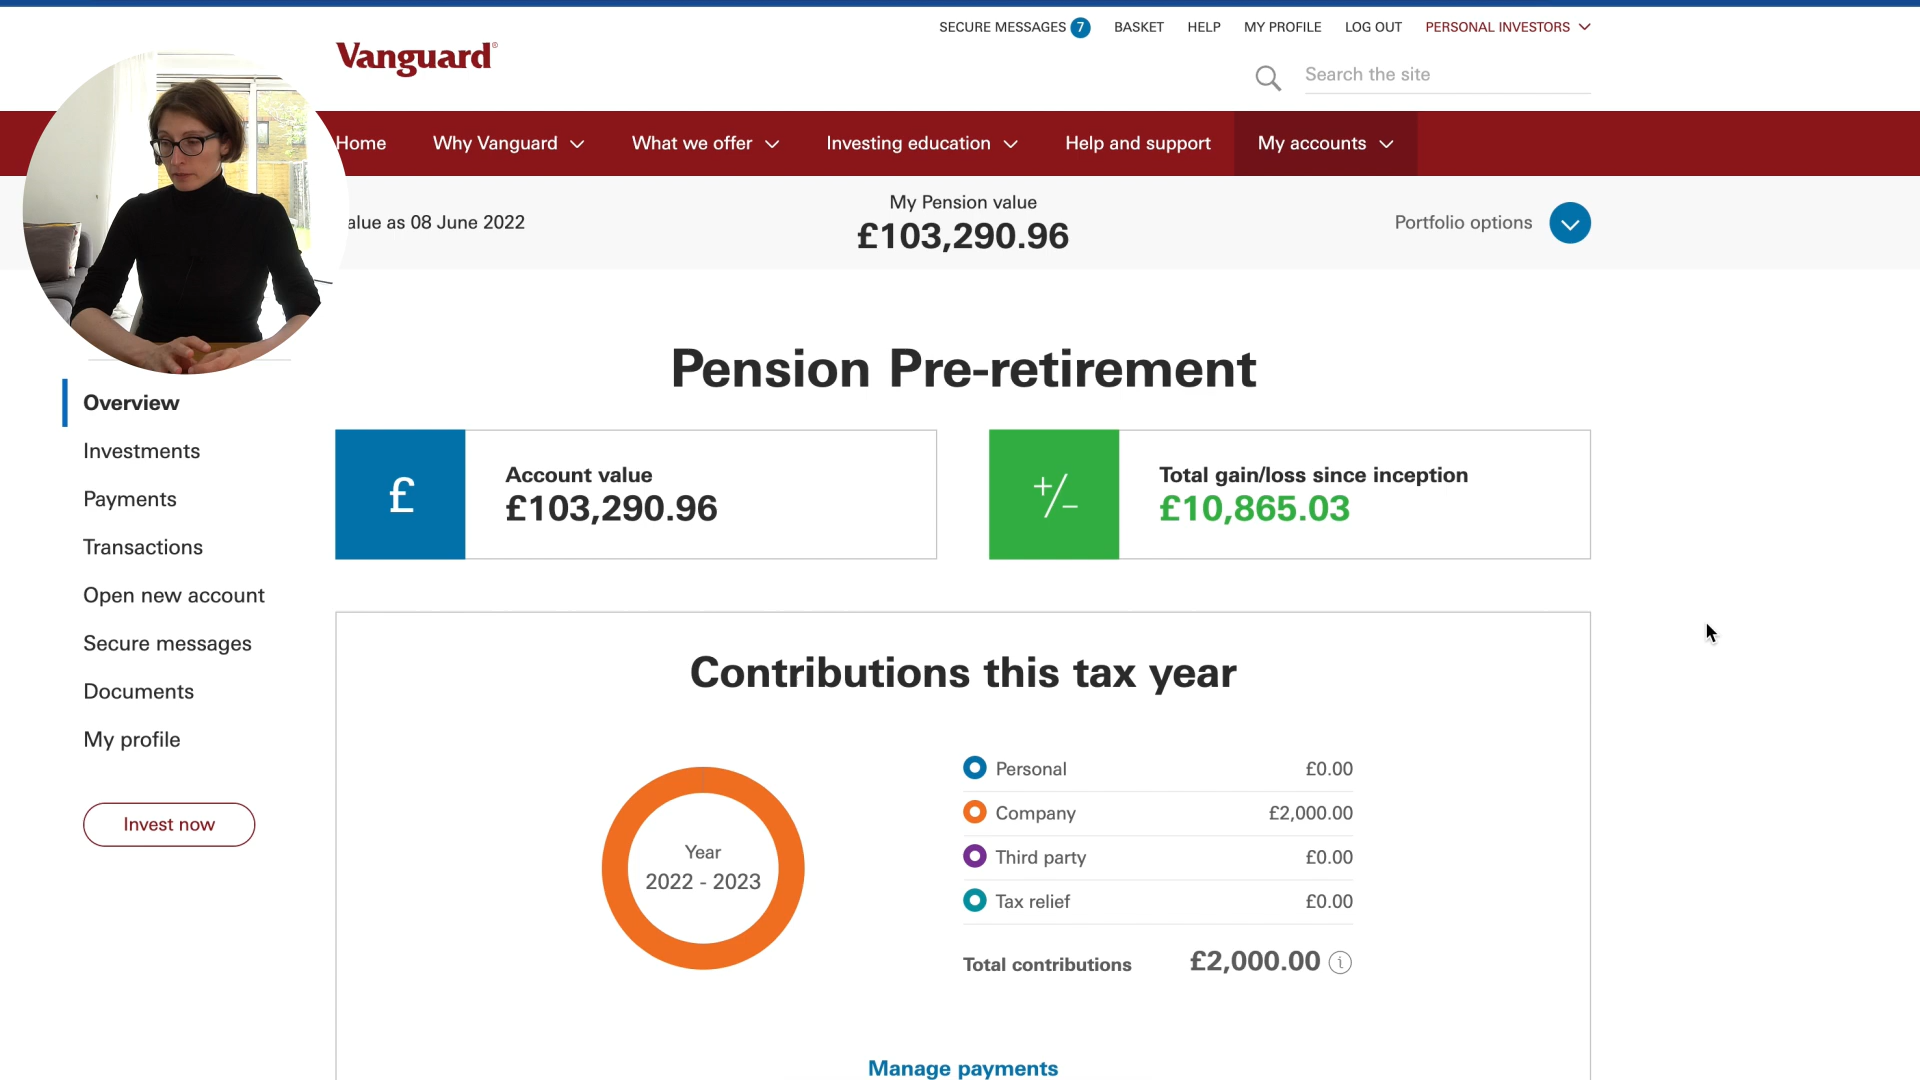 SECURE MESSAGES 7 BASKET HELP MY PROFILE LOG OUT PERSONAL INVESTORS
Vanguard®
Search the site
Home Why Vanguard What we offer Investing education Help and support My accounts
alue as 08 June 2022
My Pension value
£103,290.96
Portfolio options
Pension Pre-retirement
Overview
Investments
Payments
Transactions
Open new account
Secure messages
Documents
My profile
Invest now
£
Account value
£103,290.96
+/-
Total gain/loss since inception
£10,865.03
Contributions this tax year
Year
2022 - 2023
Personal £0.00
Company £2,000.00
Third party £0.00
Tax relief £0.00
Total contributions £2,000.00 i
Manage payments